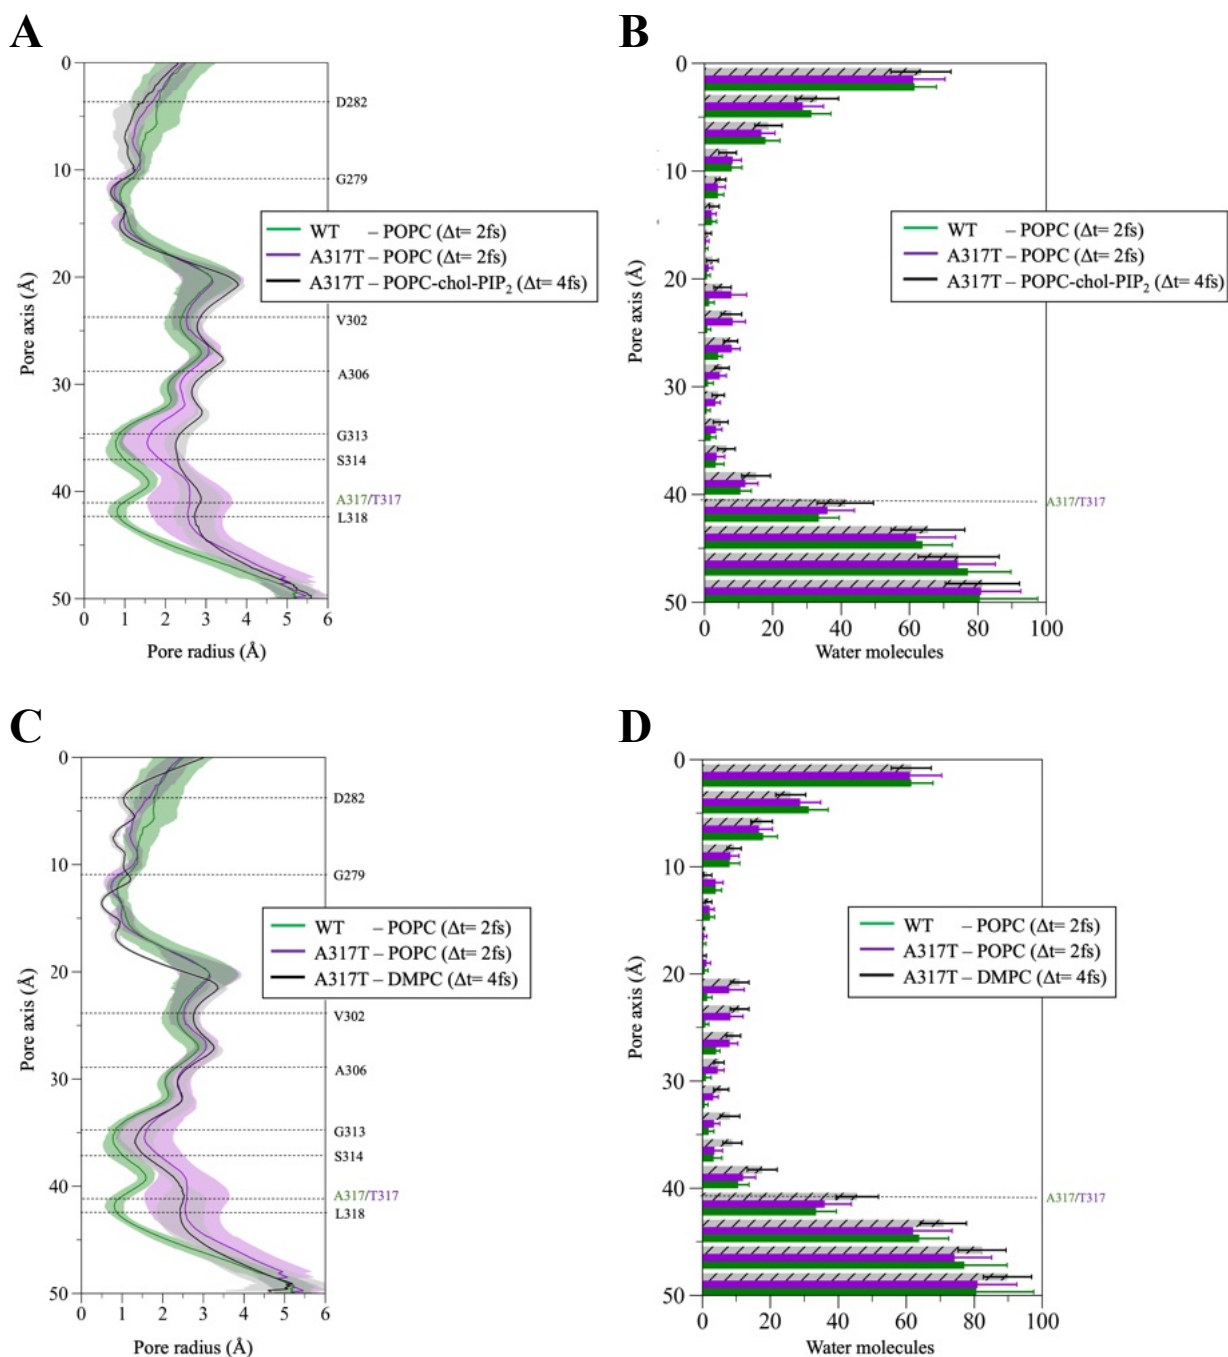 A
0
10
20
30
40
50
Pore axis (Å)
D282
G279
V302
A306
G313
S314
A317/T317
L318
WT – POPC (Δt= 2fs)
A317T – POPC (Δt= 2fs)
A317T – POPC-chol-PIP₂ (Δt= 4fs)
0 1 2 3 4 5 6
Pore radius (Å)
B
0
10
20
30
40
50
Pore axis (Å)
WT – POPC (Δt= 2fs)
A317T – POPC (Δt= 2fs)
A317T – POPC-chol-PIP₂ (Δt= 4fs)
A317/T317
0 20 40 60 80 100
Water molecules
C
0
10
20
30
40
50
Pore axis (Å)
D282
G279
V302
A306
G313
S314
A317/T317
L318
WT – POPC (Δt= 2fs)
A317T – POPC (Δt= 2fs)
A317T – DMPC (Δt= 4fs)
0 1 2 3 4 5 6
Pore radius (Å)
D
0
10
20
30
40
50
Pore axis (Å)
WT – POPC (Δt= 2fs)
A317T – POPC (Δt= 2fs)
A317T – DMPC (Δt= 4fs)
A317/T317
0 20 40 60 80 100
Water molecules